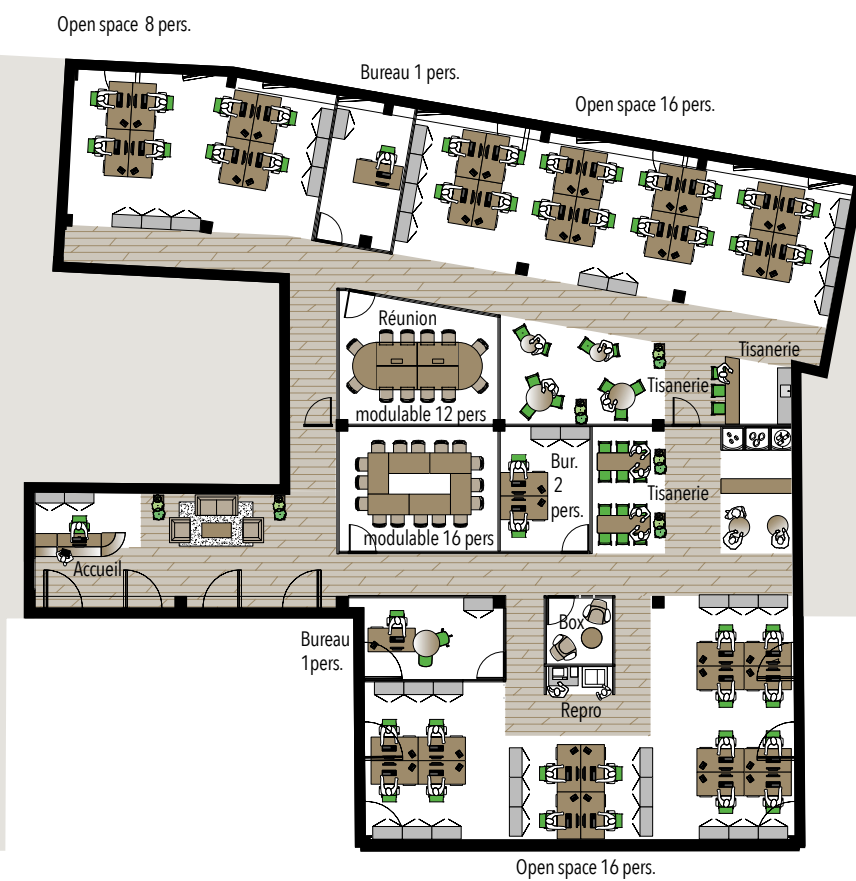 Open space 8 pers.
Bureau 1 pers.
Open space 16 pers.
Réunion
modulable 12 pers
Tisanerie
Tisanerie
modulable 16 pers
Bur.
2
pers.
Tisanerie
Accueil
Bureau
1pers.
Box
Repro
Open space 16 pers.